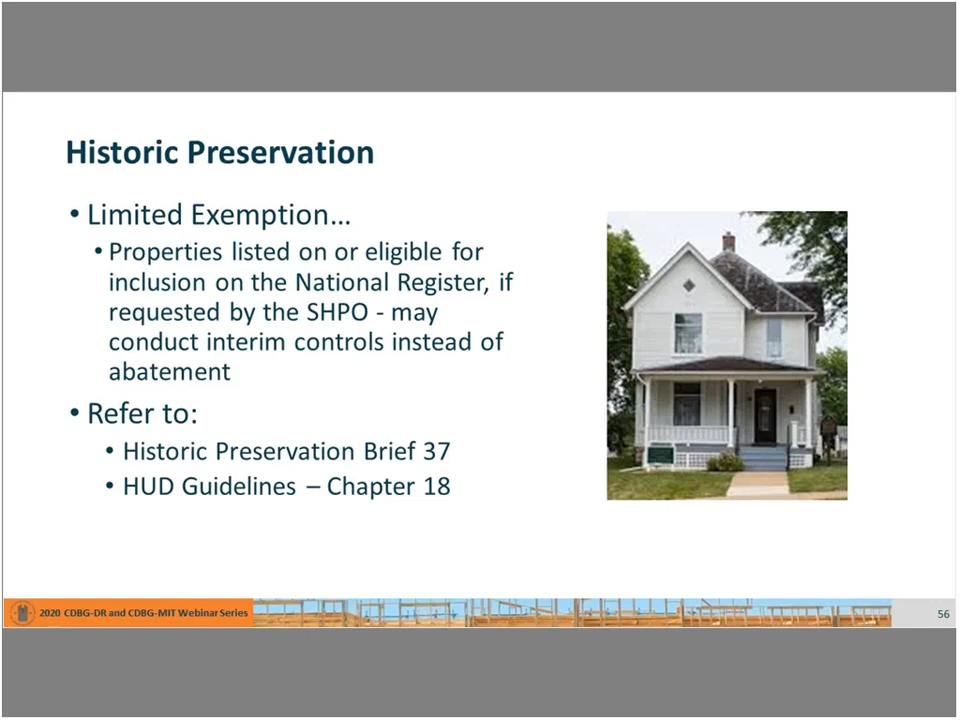 Historic Preservation
• Limited Exemption…
• Properties listed on or eligible for
inclusion on the National Register, if
requested by the SHPO - may
conduct interim controls instead of
abatement
• Refer to:
• Historic Preservation Brief 37
• HUD Guidelines – Chapter 18
2020 CDBG-DR and CDBG-MIT Webinar Series
56